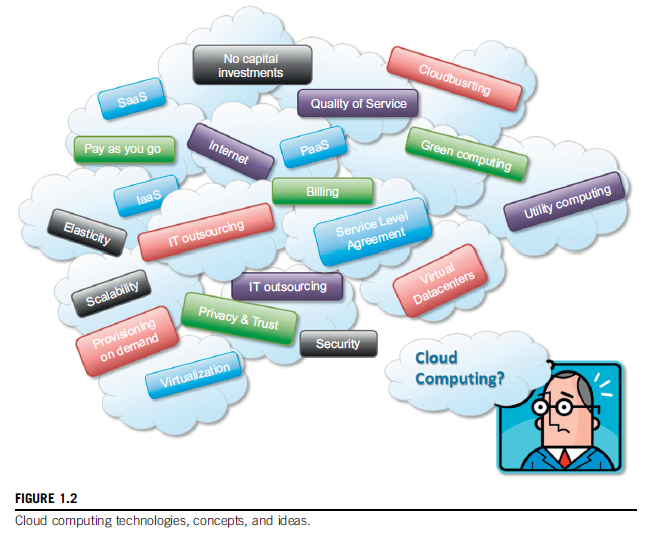 No capital
investments
Cloudbusrting
SaaS
Quality of Service
Pay as you go
Internet
PaaS
Green computing
IaaS
Billing
Utility computing
Elasticity
IT outsourcing
Service Level
Agreement
Scalability
IT outsourcing
Virtual
Datacenters
Provisioning
on demand
Privacy & Trust
Security
Virtualization
Cloud
Computing?
FIGURE 1.2
Cloud computing technologies, concepts, and ideas.